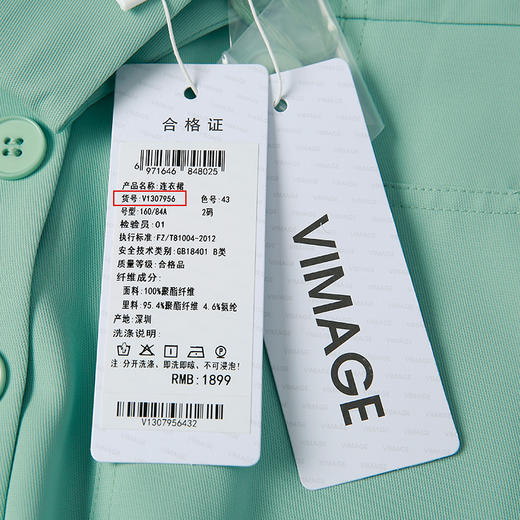 合格证
6 971646 848025
产品名称:连衣裙
货号:V1307956 色号:43
号型:160/84A 2码
检验员:01
执行标准:FZ/T81004-2012
安全技术类别:GB18401 B类
质量等级:合格品
纤维成分:
面料:100%聚酯纤维
里料:95.4%聚酯纤维 4.6%氨纶
产地:深圳
洗涤说明:
注:分开洗涤、即洗即晾、不可浸泡!
RMB:1899
V1307956432
VIMAGE